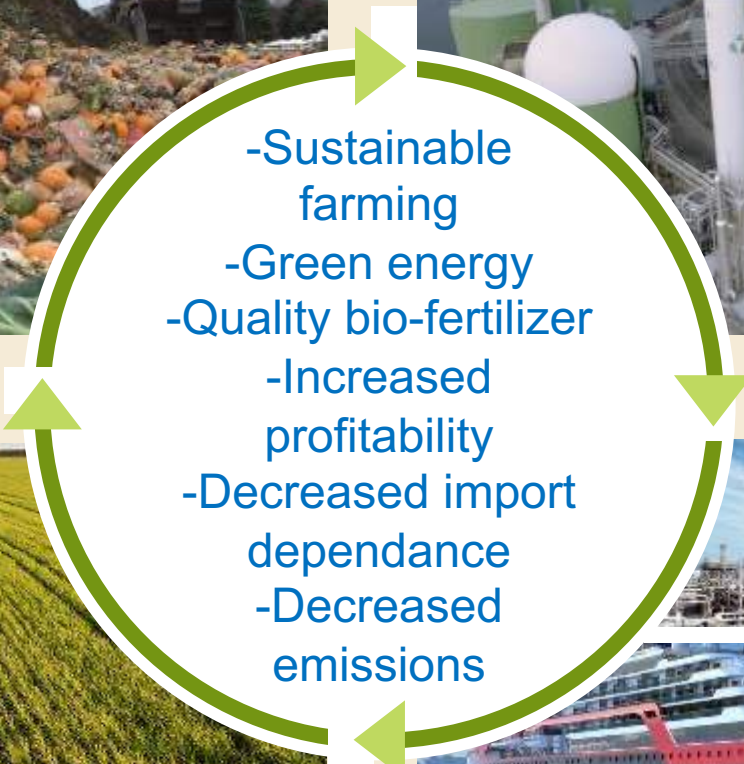 -Sustainable
farming
-Green energy
-Quality bio-fertilizer
-Increased
profitability
-Decreased import
dependance
-Decreased
emissions